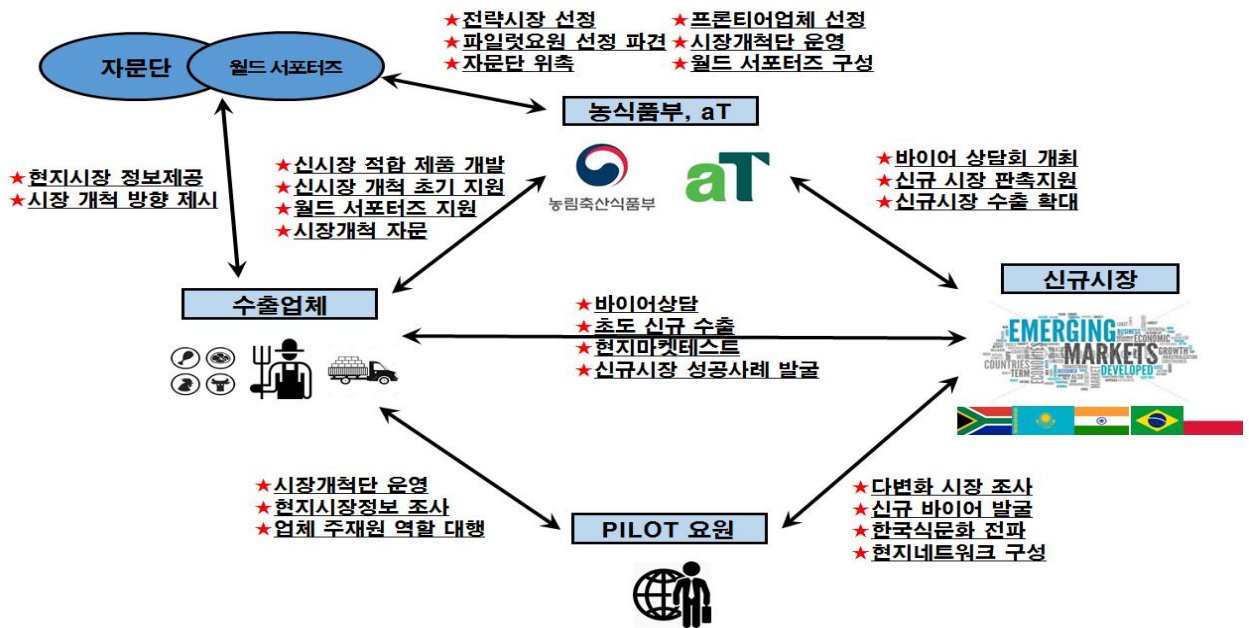 ★전략시장 선정
★파일럿요원 선정 파견
★자문단 위촉
★프론티어업체 선정
★시장개척단 운영
★월드 서포터즈 구성
자문단
월드 서포터즈
농식품부, aT
농림축산식품부
aT
★현지시장 정보제공
★시장 개척 방향 제시
★신시장 적합 제품 개발
★신시장 개척 초기 지원
★월드 서포터즈 지원
★시장개척 자문
★바이어 상담회 개최
★신규 시장 판촉지원
★신규시장 수출 확대
수출업체
★바이어상담
★초도 신규 수출
★현지마켓테스트
★신규시장 성공사례 발굴
신규시장
EMERGING
MARKETS
DEVELOPED
COUNTRIES
TERM
ECONOMIC
GROWTH
BUSINESS
★시장개척단 운영
★현지시장정보 조사
★업체 주재원 역할 대행
PILOT 요원
★다변화 시장 조사
★신규 바이어 발굴
★한국식문화 전파
★현지네트워크 구성